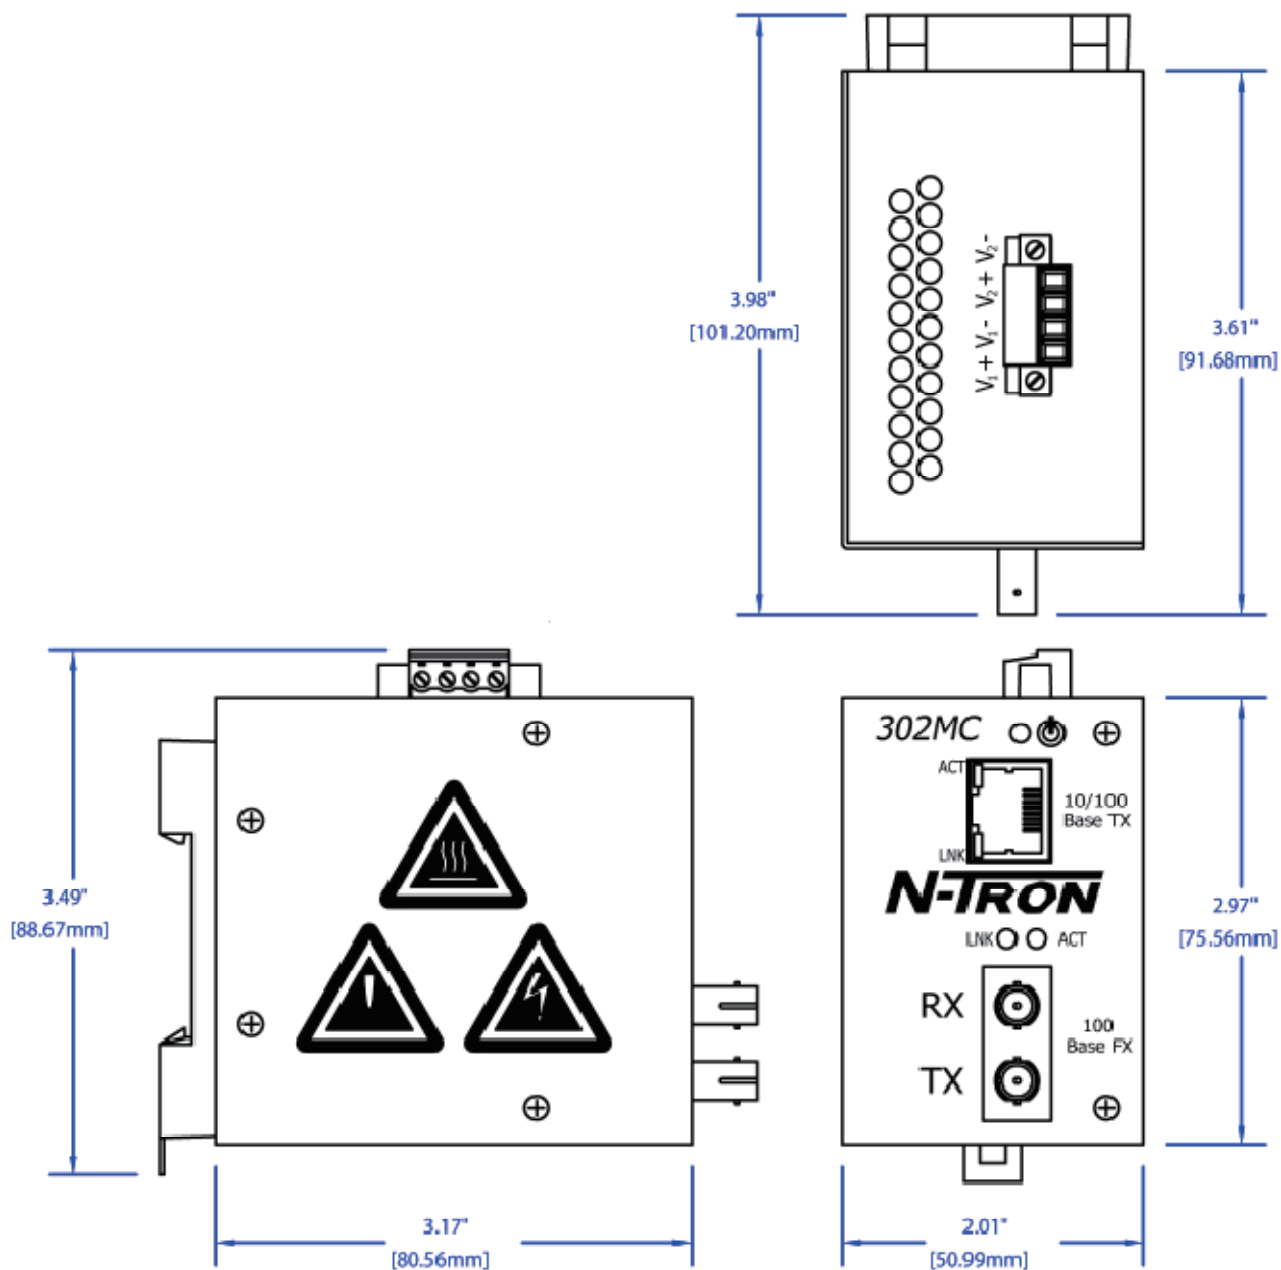 3.98"
[101.20mm]
V₁ + V₁ - V₂ + V₂ -
3.61"
[91.68mm]
3.49"
[88.67mm]
3.17"
[80.56mm]
302MC
ACT
10/100
Base TX
LNK
N-TRON
LNK ACT
RX
100
Base FX
TX
2.97"
[75.56mm]
2.01"
[50.99mm]